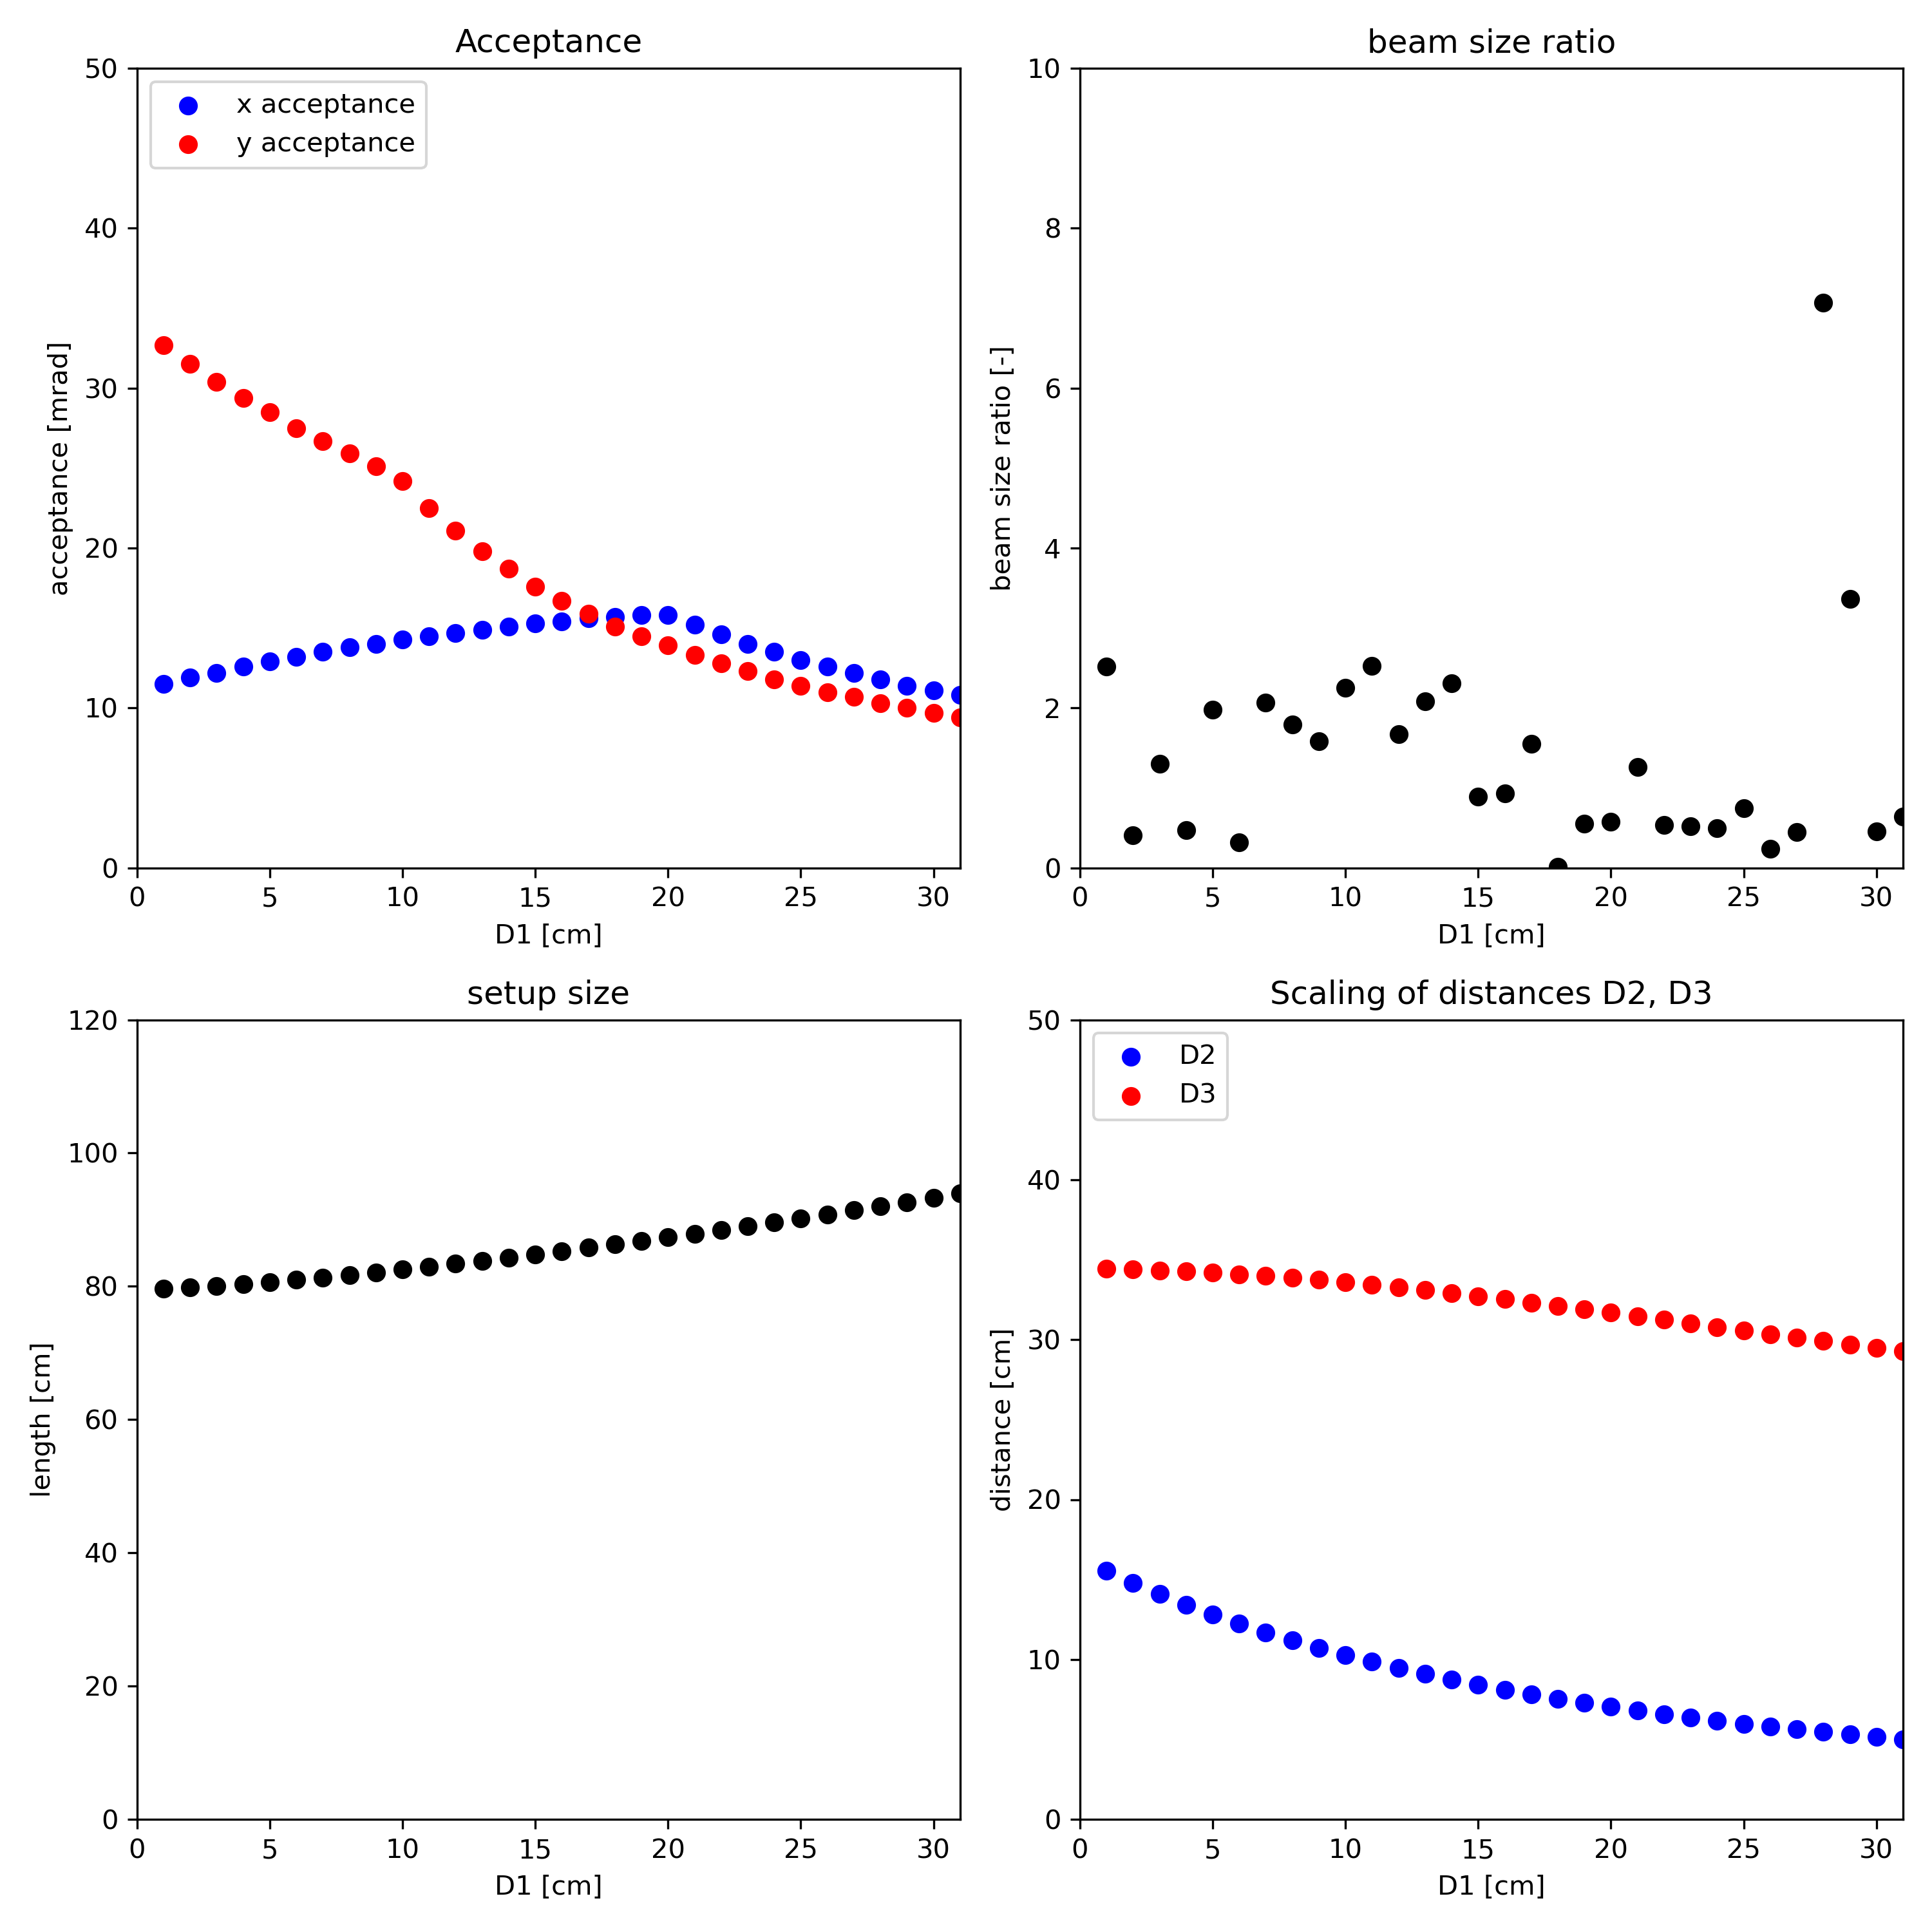 Acceptance
50
40
30
20
10
0
acceptance [mrad]
x acceptance
y acceptance
0 5 10 15 20 25 30
D1 [cm]
beam size ratio
10
8
6
4
2
0
beam size ratio [-]
0 5 10 15 20 25 30
D1 [cm]
setup size
120
100
80
60
40
20
0
length [cm]
0 5 10 15 20 25 30
D1 [cm]
Scaling of distances D2, D3
50
40
30
20
10
0
distance [cm]
D2
D3
0 5 10 15 20 25 30
D1 [cm]